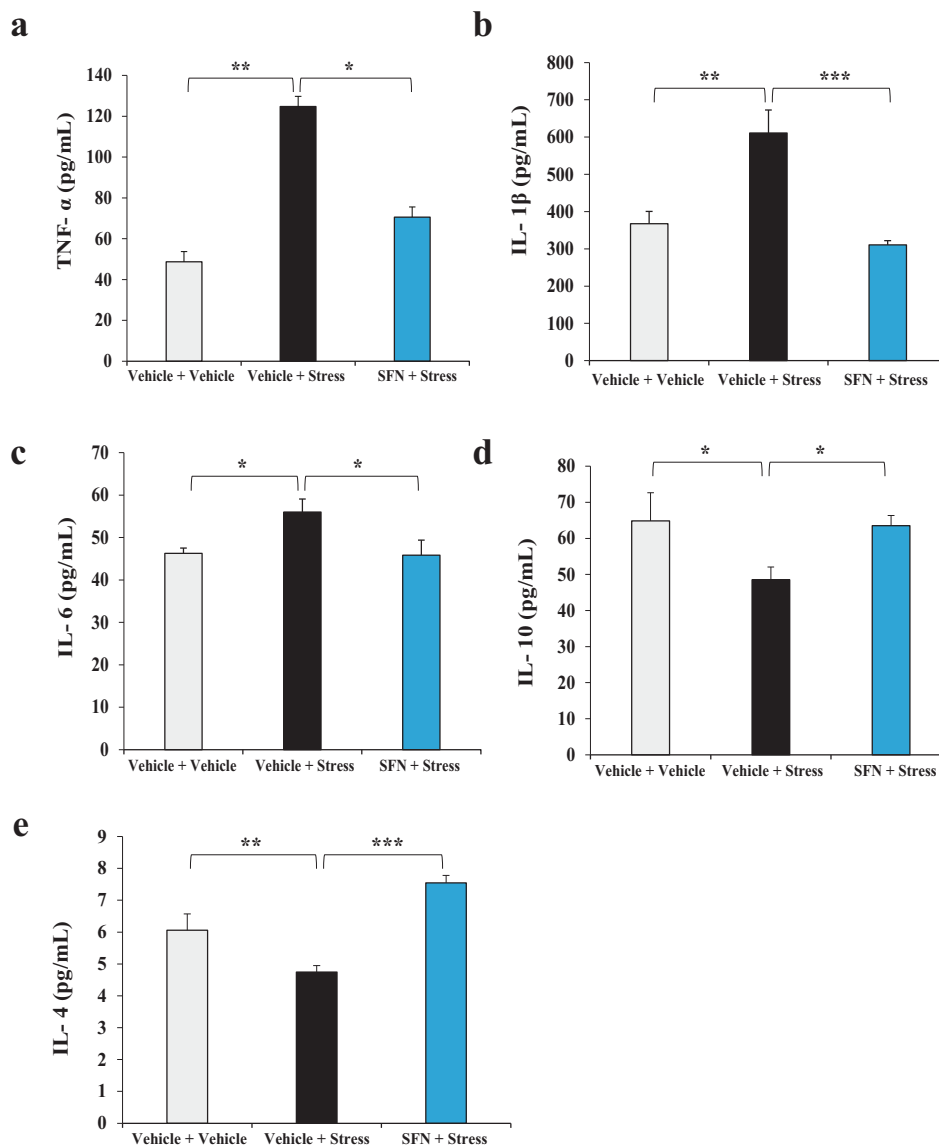 a
TNF- α (pg/mL)
140
120
100
80
60
40
20
0
**
*
Vehicle + Vehicle
Vehicle + Stress
SFN + Stress
b
IL- 1β (pg/mL)
900
800
700
600
500
400
300
200
100
0
**
***
Vehicle + Vehicle
Vehicle + Stress
SFN + Stress
c
IL- 6 (pg/mL)
70
60
50
40
30
20
10
0
*
*
Vehicle + Vehicle
Vehicle + Stress
SFN + Stress
d
IL- 10 (pg/mL)
80
70
60
50
40
30
20
10
0
*
*
Vehicle + Vehicle
Vehicle + Stress
SFN + Stress
e
IL- 4 (pg/mL)
9
8
7
6
5
4
3
2
1
0
**
***
Vehicle + Vehicle
Vehicle + Stress
SFN + Stress